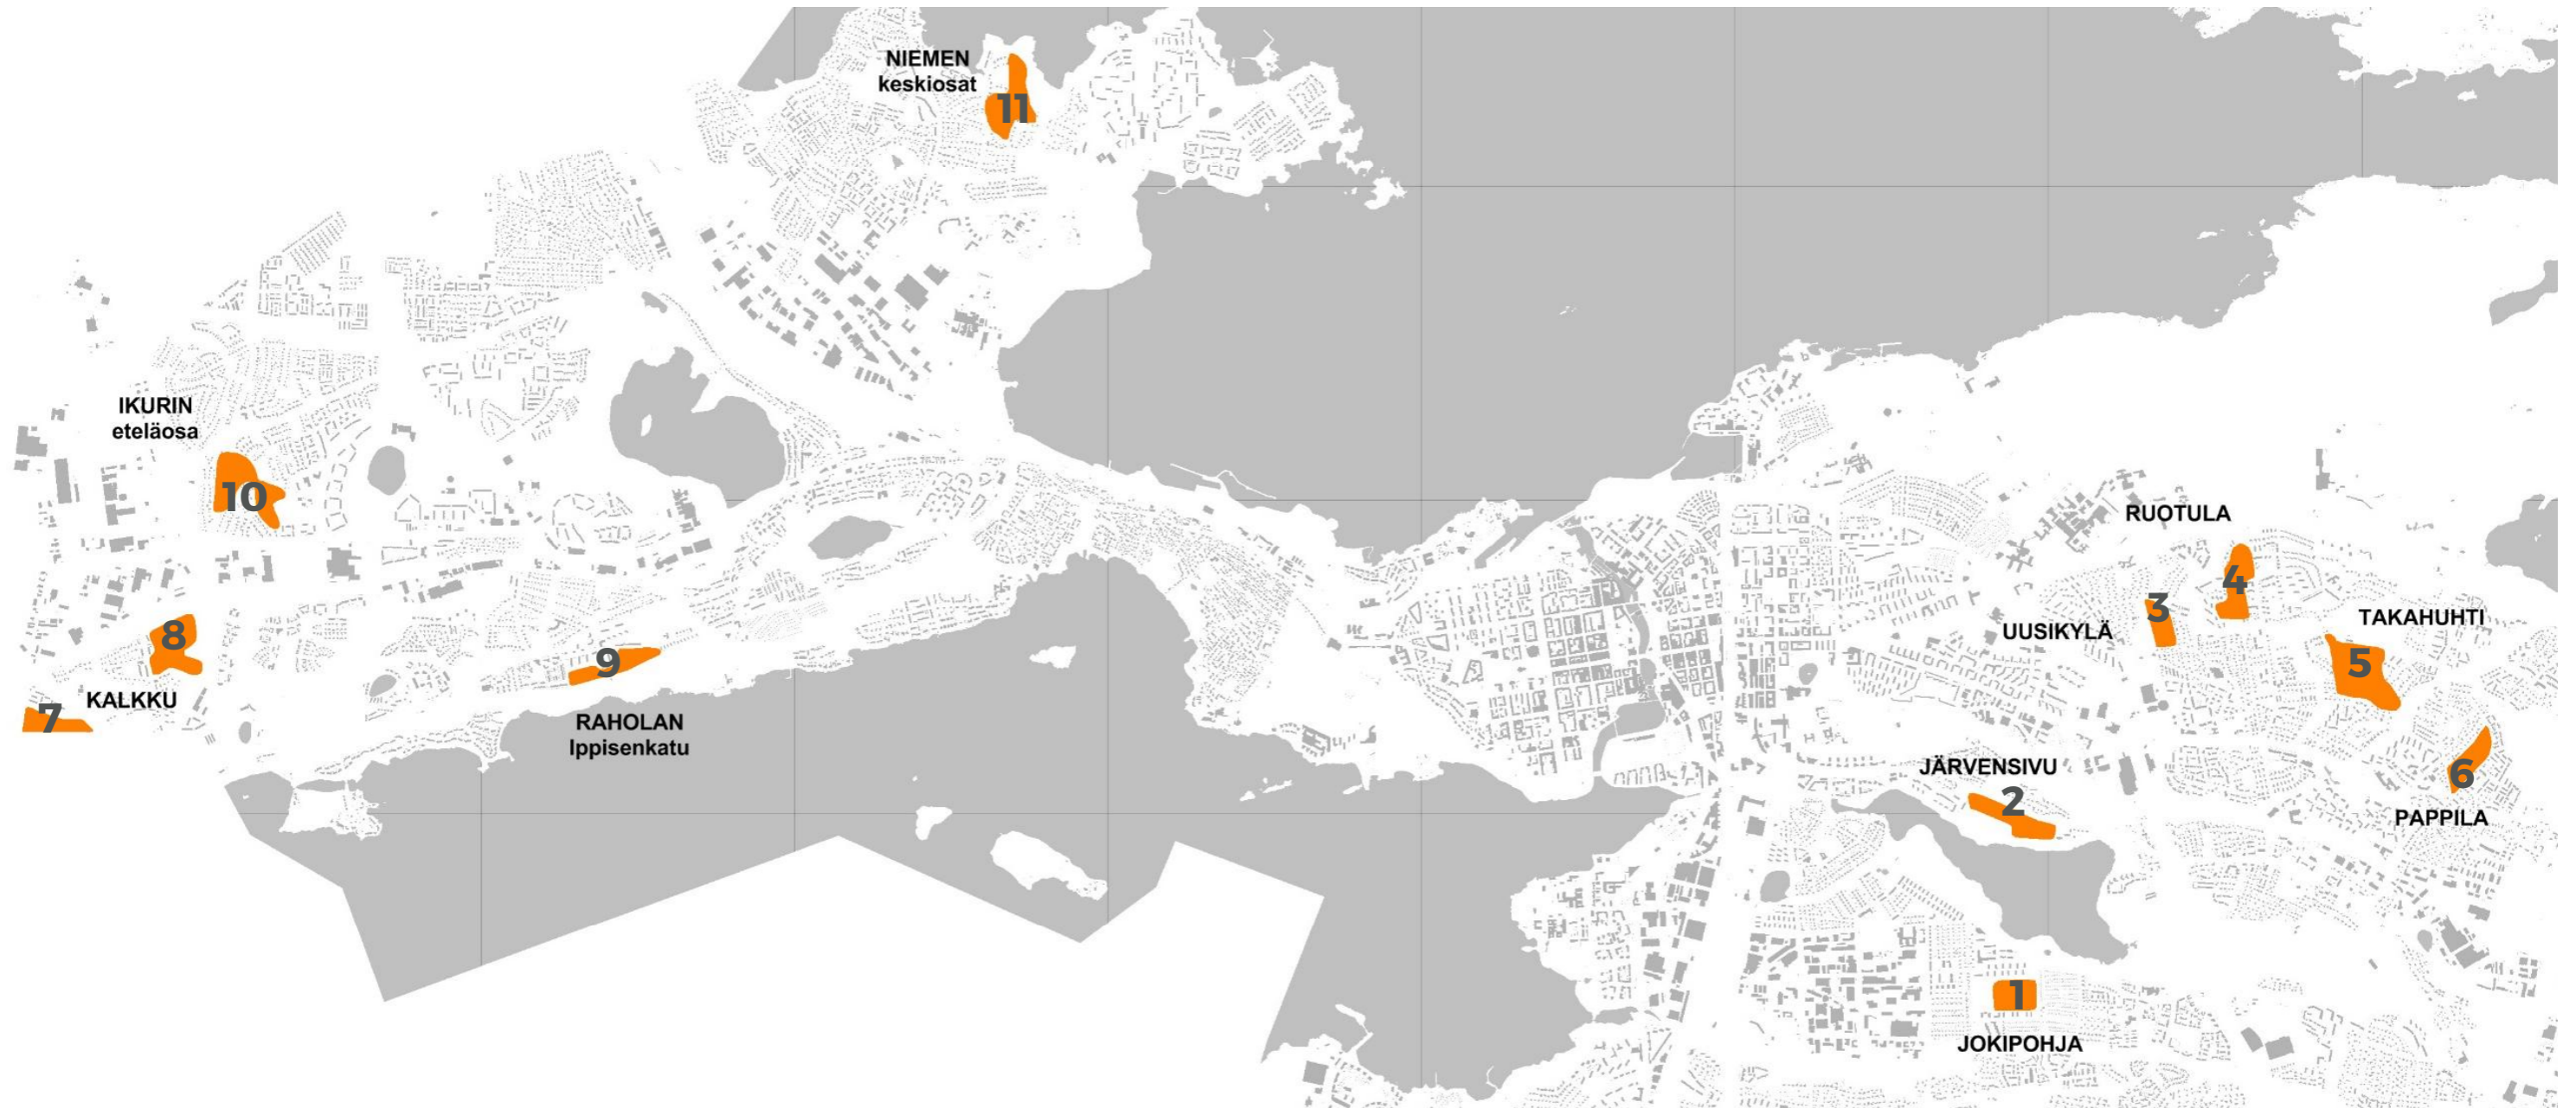 NIEMEN
keskiosat
11
IKURIN
eteläosa
10
RUOTULA
4
3
UUSIKYLÄ
TAKAHUHTI
5
8
KALKKU
7
9
RAHOLAN
Ippisenkatu
JÄRVENSIVU
2
6
PAPPILA
1
JOKIPOHJA